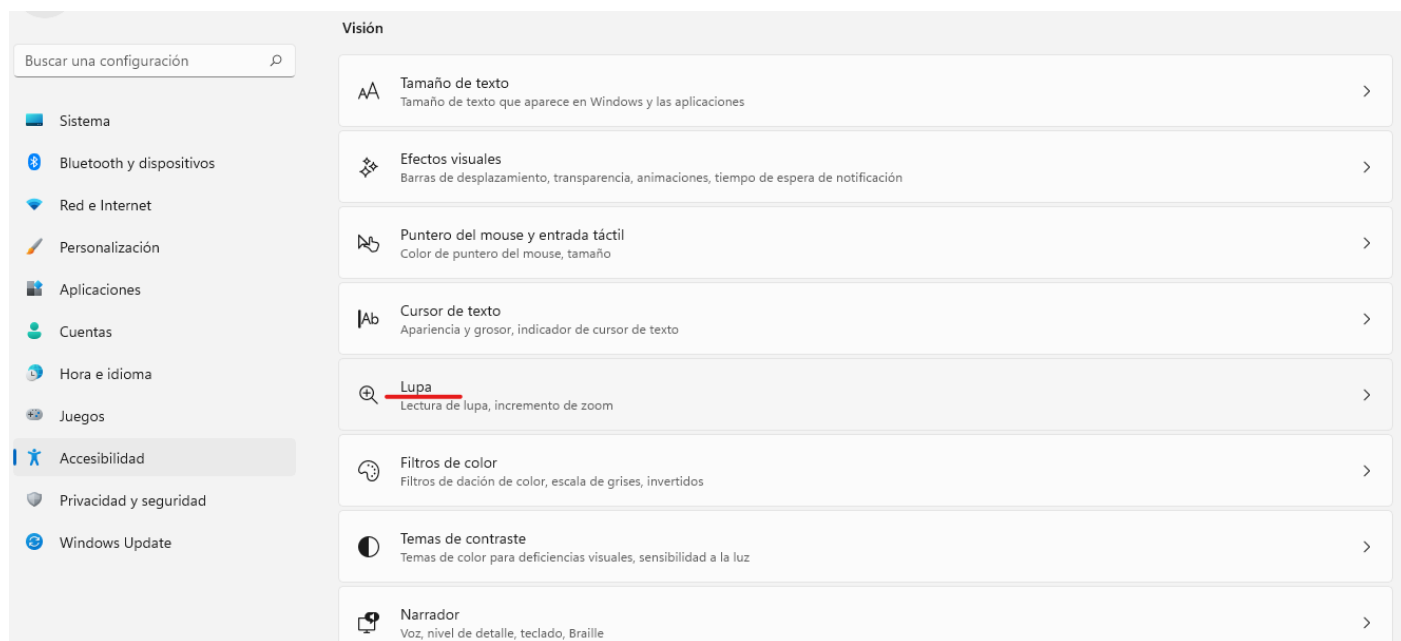 Visión
Buscar una configuración
Sistema
Bluetooth y dispositivos
Red e Internet
Personalización
Aplicaciones
Cuentas
Hora e idioma
Juegos
Accesibilidad
Privacidad y seguridad
Windows Update
Tamaño de texto
Tamaño de texto que aparece en Windows y las aplicaciones
Efectos visuales
Barras de desplazamiento, transparencia, animaciones, tiempo de espera de notificación
Puntero del mouse y entrada táctil
Color de puntero del mouse, tamaño
Ab
Cursor de texto
Apariencia y grosor, indicador de cursor de texto
Lupa
Lectura de lupa, incremento de zoom
Filtros de color
Filtros de dación de color, escala de grises, invertidos
Temas de contraste
Temas de color para deficiencias visuales, sensibilidad a la luz
Narrador
Voz, nivel de detalle, teclado, Braille